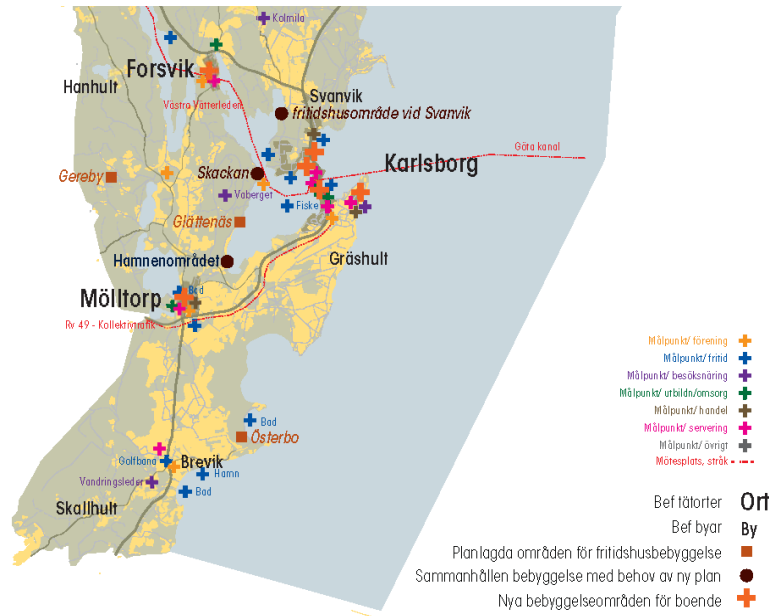 Kolmila
Forsvik
Hanhult
Svanvik
Västra Vätterleden
fritidshusområde vid Svanvik
Göta kanal
Karlsborg
Skackan
Gereby
Vaberget
Fiske
Glättenäs
Gräshult
Hamnenområdet
Bad
Mölltorp
Rv 49 - Kollektivtrafik
Bad
Österbo
Golfbana
Brevik
Hamn
Vandringsleder
Bad
Skallhult
Målpunkt/ förening
Målpunkt/ fritid
Målpunkt/ besöksnäring
Målpunkt/ utbildn/omsorg
Målpunkt/ handel
Målpunkt/ servering
Målpunkt/ övrigt
Mötesplats, stråk
Bef tätorter Ort
Bef byar By
Planlagda områden för fritidshusbebyggelse
Sammanhållen bebyggelse med behov av ny plan
Nya bebyggelseområden för boende